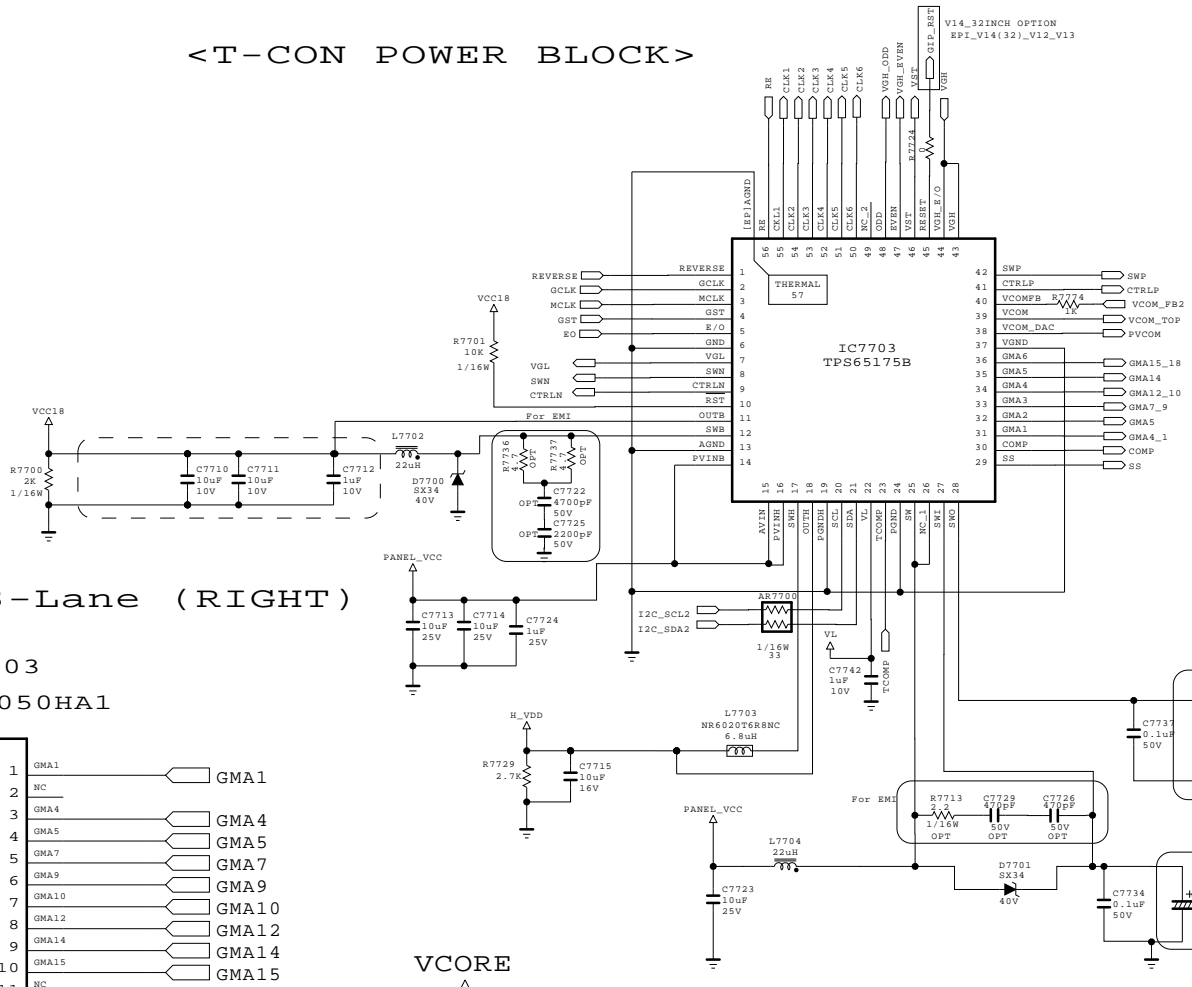 <T-CON POWER BLOCK>
V14_32INCH OPTION
EPI_V14(32)_V12_V13
GIP_RST
RE
CLK1
CLK2
CLK3
CLK4
CLK5
CLK6
VGH_ODD
VGH_EVEN
VST
VGH
R7724
0
[EP]AGND
RE
CKL1
CLK2
CLK3
CLK4
CLK5
CLK6
NC_2
ODD
EVEN
VST
RESET
VGH_E/O
VGH
56
55
54
53
52
51
50
49
48
47
46
45
44
43
THERMAL
57
IC7703
TPS65175B
REVERSE
GCLK
MCLK
GST
EO
VGL
SWN
CTRLN
REVERSE
GCLK
MCLK
GST
E/O
GND
VGL
SWN
CTRLN
RST
OUTB
SWB
AGND
PVINB
1
2
3
4
5
6
7
8
9
10
11
12
13
14
42
41
40
39
38
37
36
35
34
33
32
31
30
29
SWP
CTRLP
VCOMFB
VCOM
VCOM_DAC
VGND
GMA6
GMA5
GMA4
GMA3
GMA2
GMA1
COMP
SS
R7774
1K
SWP
CTRLP
VCOM_FB2
VCOM_TOP
PVCOM
GMA15_18
GMA14
GMA12_10
GMA7_9
GMA5
GMA4_1
COMP
SS
15
16
17
18
19
20
21
22
23
24
25
26
27
28
AVIN
PVINH
SWH
OUTH
PGNDH
SCL
SDA
VL
TCOMP
PGND
SW
NC_1
SWI
SWO
VCC18
R7701
10K
1/16W
VCC18
R7700
2K
1/16W
C7710
10uF
10V
C7711
10uF
10V
C7712
1uF
10V
L7702
22uH
D7700
SX34
40V
For EMI
R7736
4.7
OPT
R7737
4.7
OPT
C7722
4700pF
50V
OPT
C7725
2200pF
50V
OPT
PANEL_VCC
C7713
10uF
25V
C7714
10uF
25V
C7724
1uF
25V
I2C_SCL2
I2C_SDA2
AR7700
1/16W
33
VL
C7742
1uF
10V
TCOMP
-Lane (RIGHT)
03
050HA1
H_VDD
R7729
2.7K
C7715
10uF
16V
L7703
NR6020T6R8NC
6.8uH
C7737
0.1uF
50V
For EMI
R7713
2.2
1/16W
OPT
C7729
470pF
50V
OPT
C7726
470pF
50V
OPT
PANEL_VCC
L7704
22uH
C7723
10uF
25V
D7701
SX34
40V
C7734
0.1uF
50V
+
1 GMA1 GMA1
2 NC
3 GMA4 GMA4
4 GMA5 GMA5
5 GMA7 GMA7
6 GMA9 GMA9
7 GMA10 GMA10
8 GMA12 GMA12
9 GMA14 GMA14
10 GMA15 GMA15
NC
VCORE